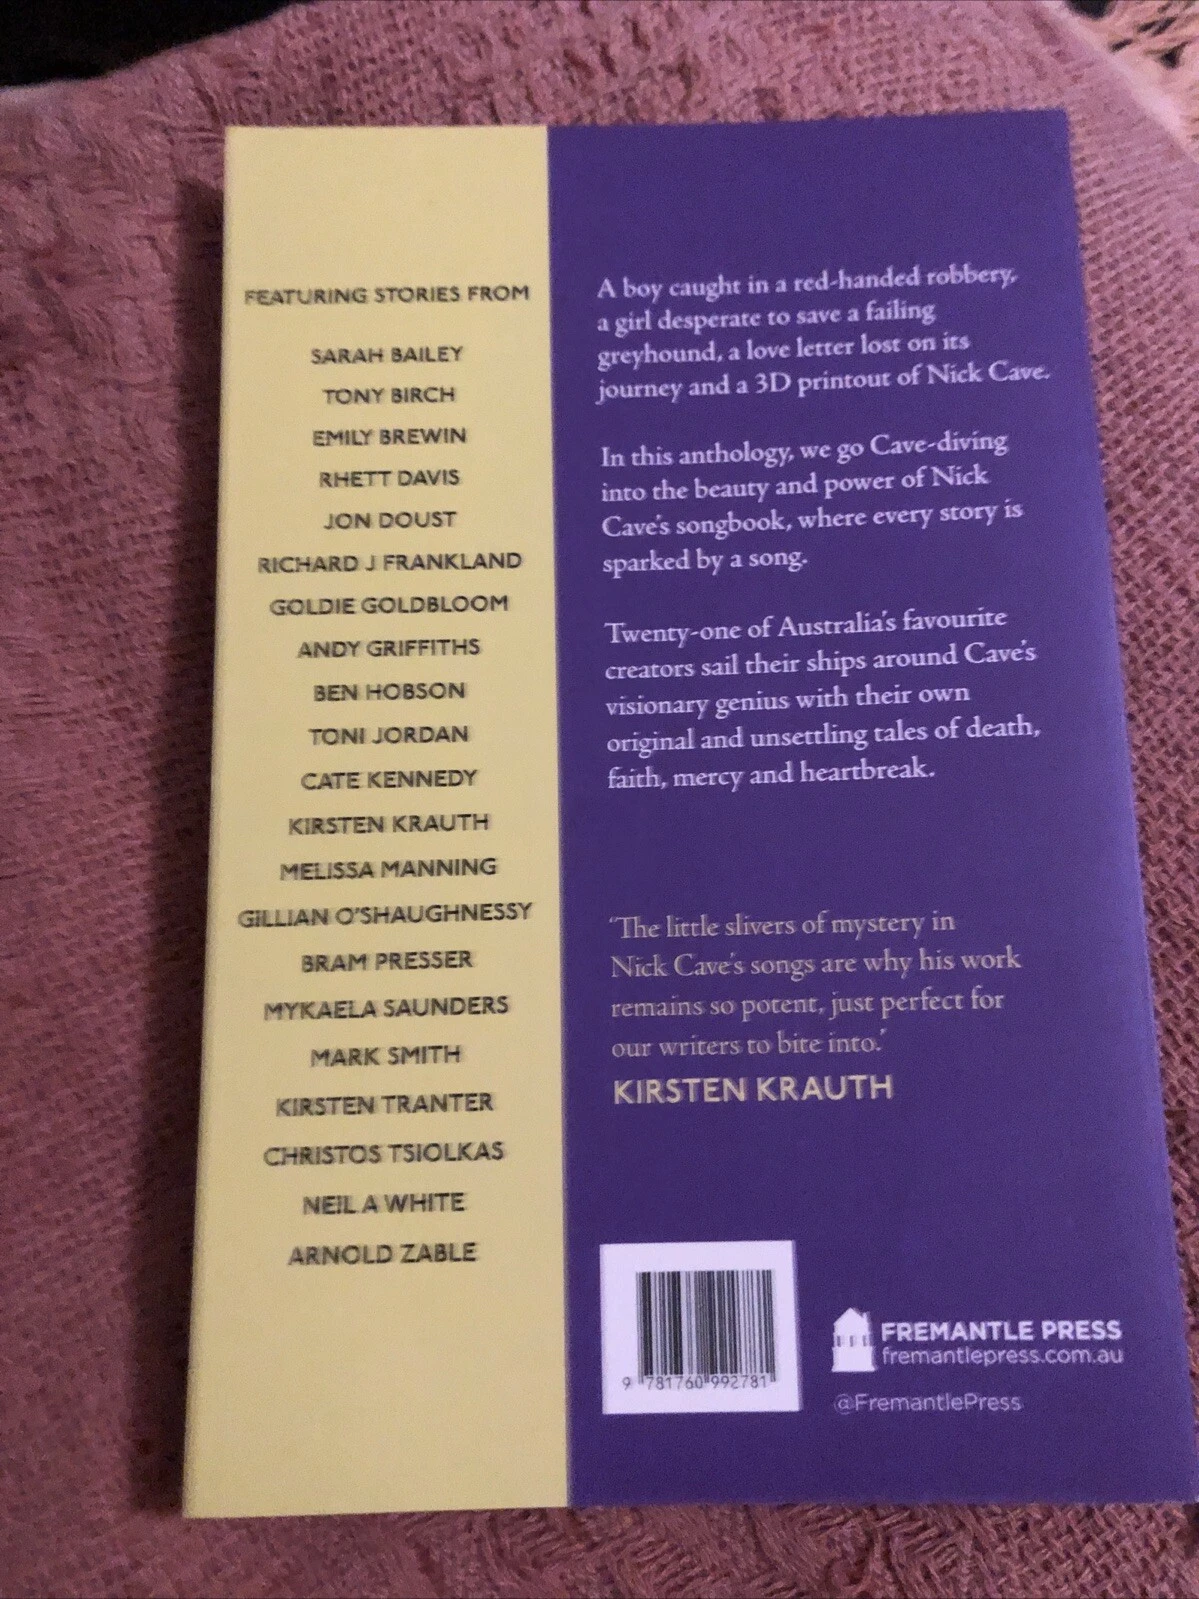 FEATURING STORIES FROM
SARAH BAILEY
TONY BIRCH
EMILY BREWIN
RHETT DAVIS
JON DOUST
RICHARD J FRANKLAND
GOLDIE GOLDBLOOM
ANDY GRIFFITHS
BEN HOBSON
TONI JORDAN
CATE KENNEDY
KIRSTEN KRAUTH
MELISSA MANNING
GILLIAN O'SHAUGHNESSY
BRAM PRESSER
MYKAELA SAUNDERS
MARK SMITH
KIRSTEN TRANTER
CHRISTOS TSIOLKAS
NEIL A WHITE
ARNOLD ZABLE
A boy caught in a red-handed robbery,
a girl desperate to save a failing
greyhound, a love letter lost on its
journey and a 3D printout of Nick Cave.
In this anthology, we go Cave-diving
into the beauty and power of Nick
Cave's songbook, where every story is
sparked by a song.
Twenty-one of Australia's favourite
creators sail their ships around Cave's
visionary genius with their own
original and unsettling tales of death,
faith, mercy and heartbreak.
'The little slivers of mystery in
Nick Cave's songs are why his work
remains so potent, just perfect for
our writers to bite into.'
KIRSTEN KRAUTH
9 781760 992781
FREMANTLE PRESS
fremantlepress.com.au
@FremantlePress